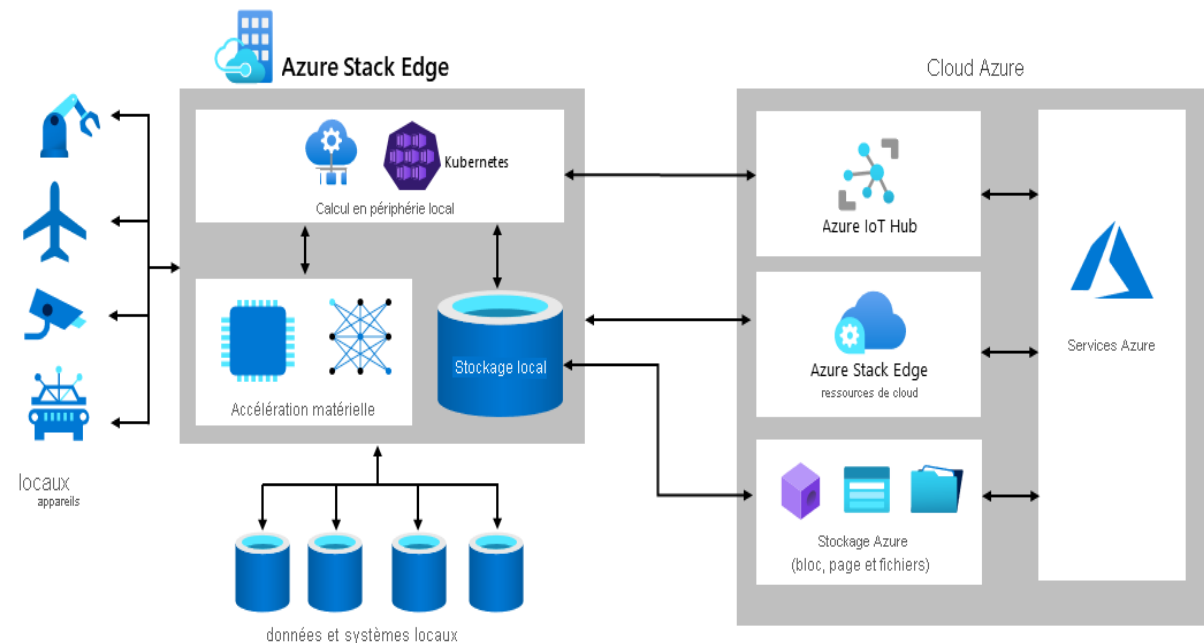 Azure Stack Edge
Cloud Azure
Kubernetes
Calcul en périphérie local
Accélération matérielle
Stockage local
locaux
appareils
données et systèmes locaux
Azure IoT Hub
Azure Stack Edge
ressources de cloud
Stockage Azure
(bloc, page et fichiers)
Services Azure